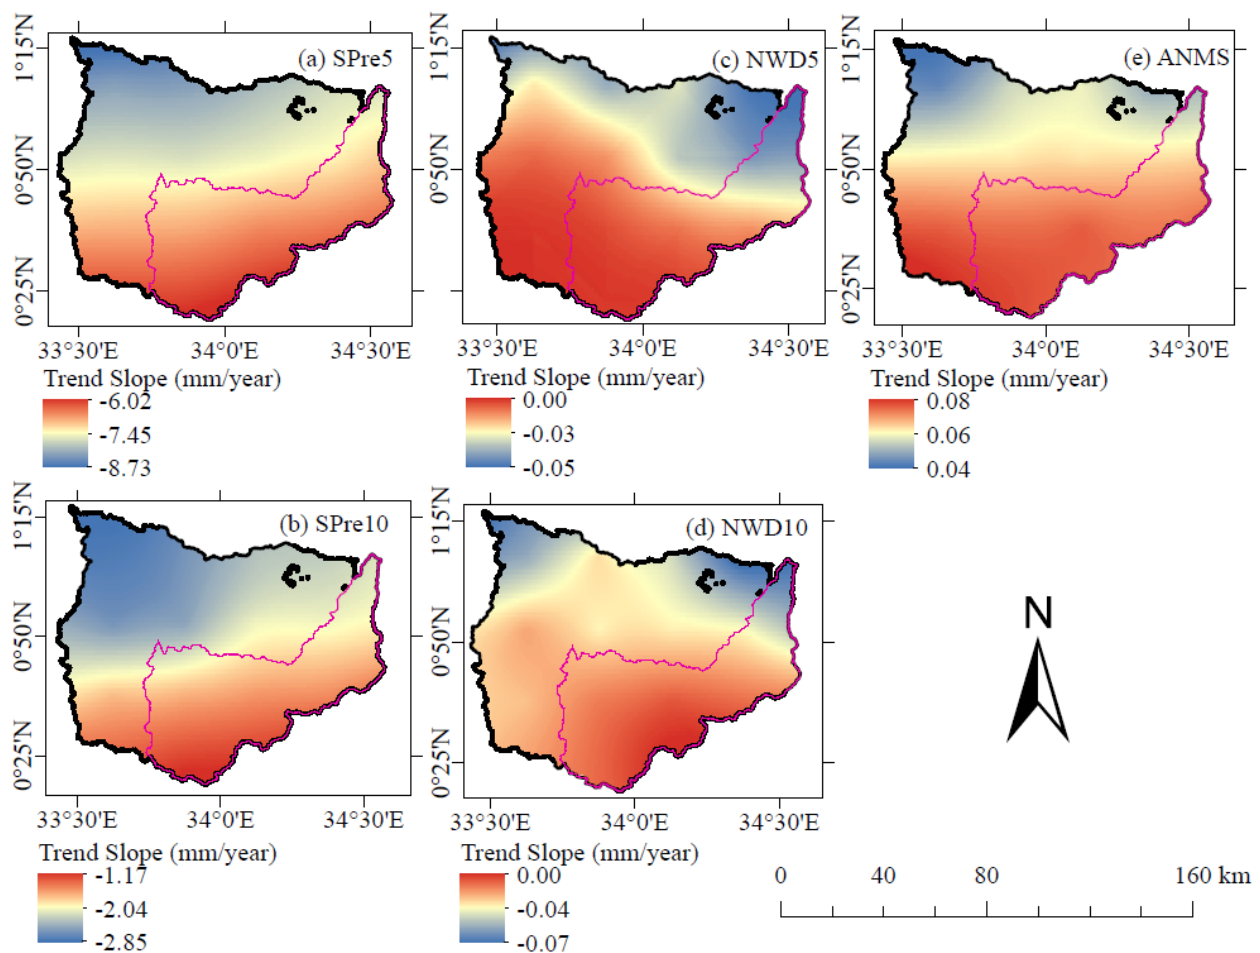 (a) SPre5
1°15'N
0°50'N
0°25'N
33°30'E 34°0'E 34°30'E
Trend Slope (mm/year)
-6.02
-7.45
-8.73
(c) NWD5
1°15'N
0°50'N
0°25'N
33°30'E 34°0'E 34°30'E
Trend Slope (mm/year)
0.00
-0.03
-0.05
(e) ANMS
1°15'N
0°50'N
0°25'N
33°30'E 34°0'E 34°30'E
Trend Slope (mm/year)
0.08
0.06
0.04
(b) SPre10
1°15'N
0°50'N
0°25'N
33°30'E 34°0'E 34°30'E
Trend Slope (mm/year)
-1.17
-2.04
-2.85
(d) NWD10
1°15'N
0°50'N
0°25'N
33°30'E 34°0'E 34°30'E
Trend Slope (mm/year)
0.00
-0.04
-0.07
N
0 40 80 160 km